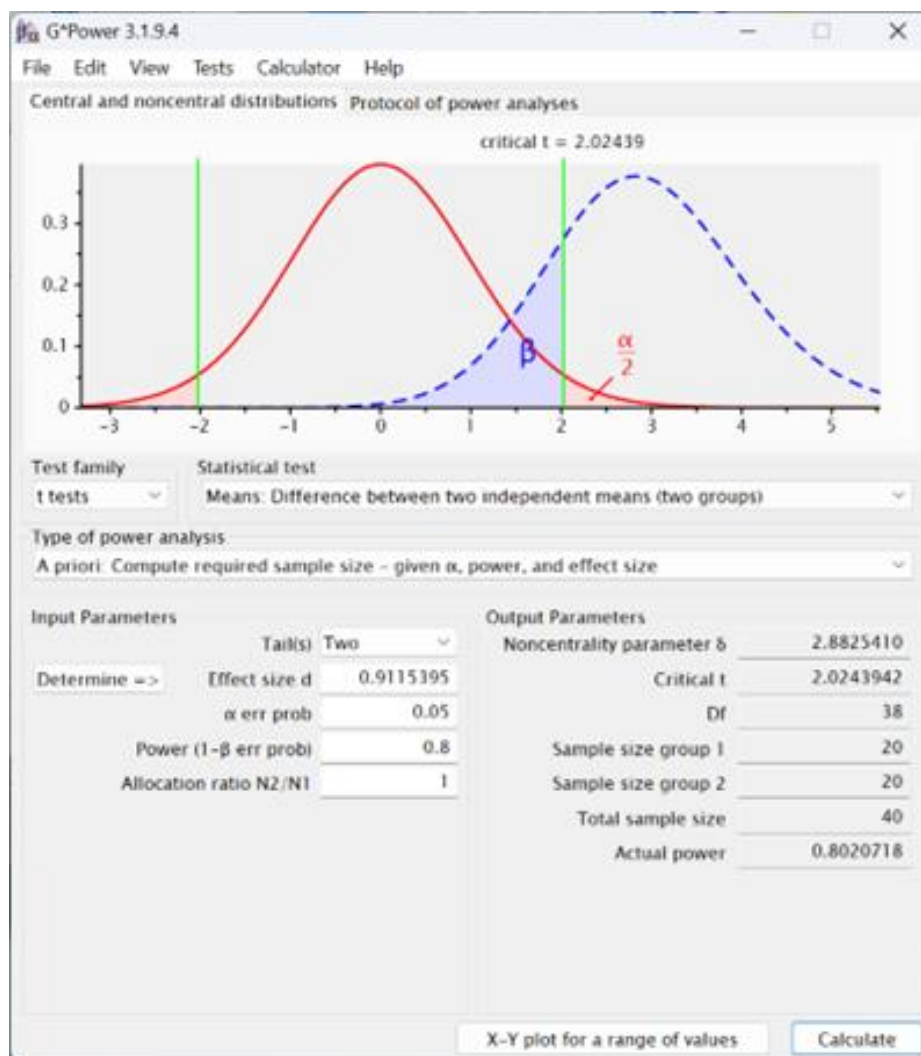 G*Power 3.1.9.4
File Edit View Tests Calculator Help
Central and noncentral distributions Protocol of power analyses
critical t = 2.02439
0.3
0.2
0.1
0
β
α
2
-3 -2 -1 0 1 2 3 4 5
Test family Statistical test
t tests Means: Difference between two independent means (two groups)
Type of power analysis
A priori: Compute required sample size - given α, power, and effect size
Input Parameters Output Parameters
Tail(s) Two Noncentrality parameter δ 2.8825410
Determine => Effect size d 0.9115395 Critical t 2.0243942
α err prob 0.05 Df 38
Power (1-β err prob) 0.8 Sample size group 1 20
Allocation ratio N2/N1 1 Sample size group 2 20
Total sample size 40
Actual power 0.8020718
X-Y plot for a range of values Calculate